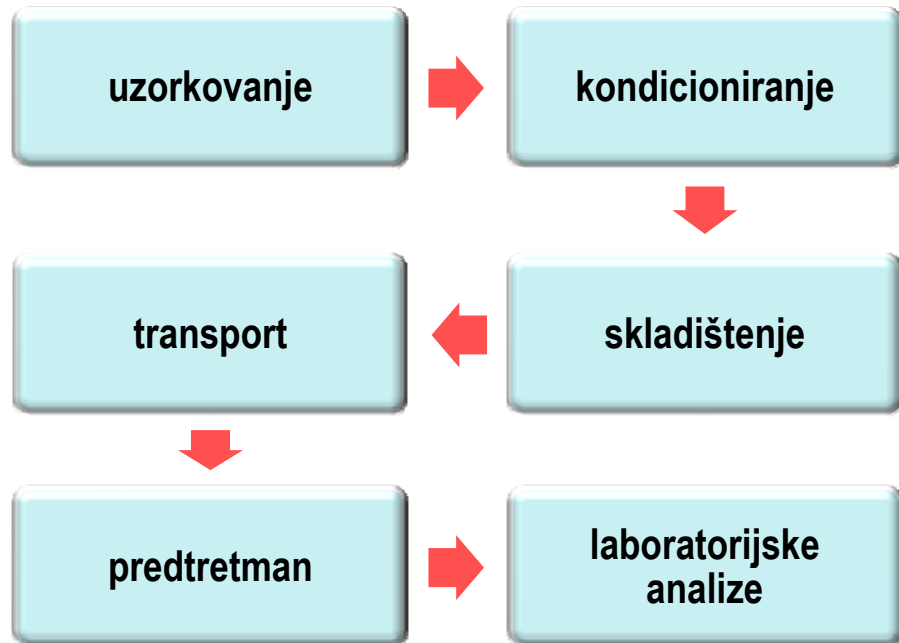 uzorkovanje
kondicioniranje
skladištenje
transport
predtretman
laboratorijske
analize